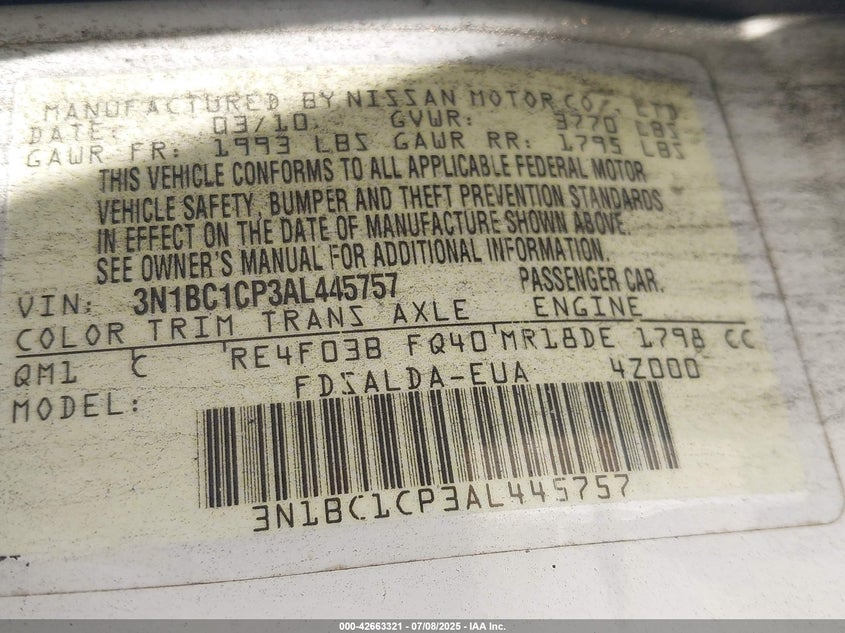 MANUFACTURED BY NISSAN MOTOR CO., LTD
DATE: 03/10 GVWR: 3770 LBS
GAWR FR: 1993 LBS GAWR RR: 1795 LBS
THIS VEHICLE CONFORMS TO ALL APPLICABLE FEDERAL MOTOR
VEHICLE SAFETY, BUMPER AND THEFT PREVENTION STANDARDS
IN EFFECT ON THE DATE OF MANUFACTURE SHOWN ABOVE.
SEE OWNER'S MANUAL FOR ADDITIONAL INFORMATION.
VIN: 3N1BC1CP3AL445757 PASSENGER CAR.
COLOR TRIM TRANS AXLE ENGINE
QM1 C RE4F03B FQ40 MR18DE 1798 CC
MODEL: FDSALDA-EUA 4Z000
3N1BC1CP3AL445757
000-42663321 | 07/08/2025 - IAA Inc.